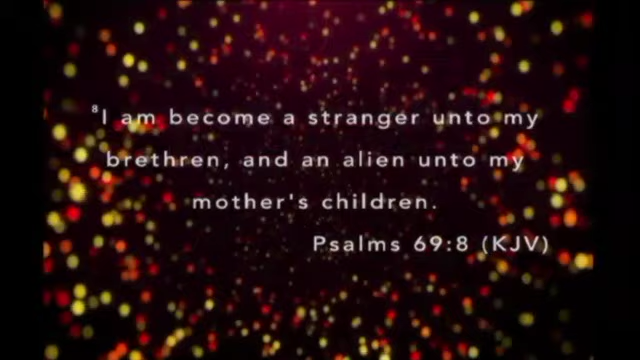 ⁸I am become a stranger unto my
brethren, and an alien unto my
mother's children.
Psalms 69:8 (KJV)